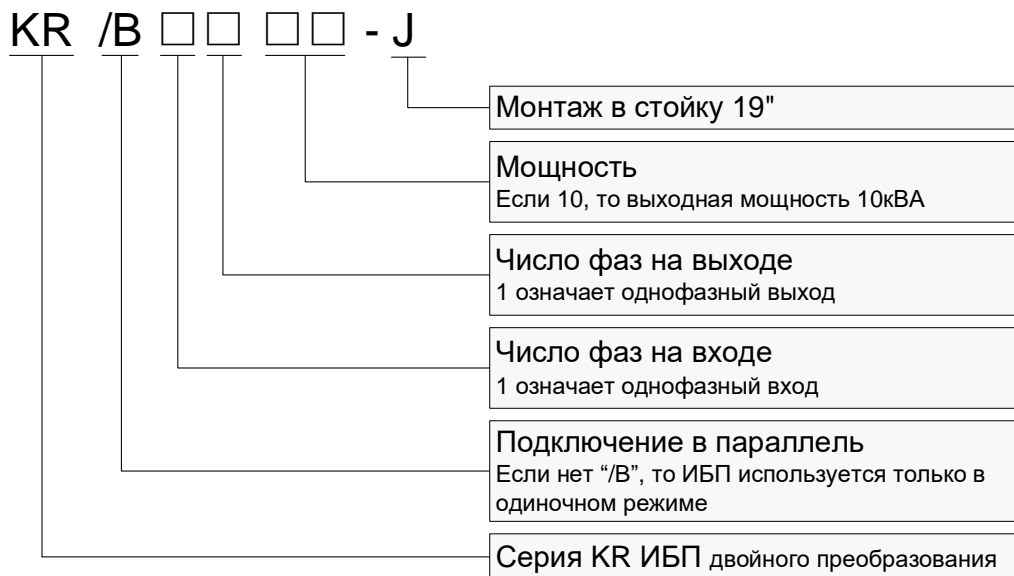 KR /B □□ □□ - J
Монтаж в стойку 19"
Мощность
Если 10, то выходная мощность 10кВА
Число фаз на выходе
1 означает однофазный выход
Число фаз на входе
1 означает однофазный вход
Подключение в параллель
Если нет “/B”, то ИБП используется только в
одиночном режиме
Серия KR ИБП двойного преобразования